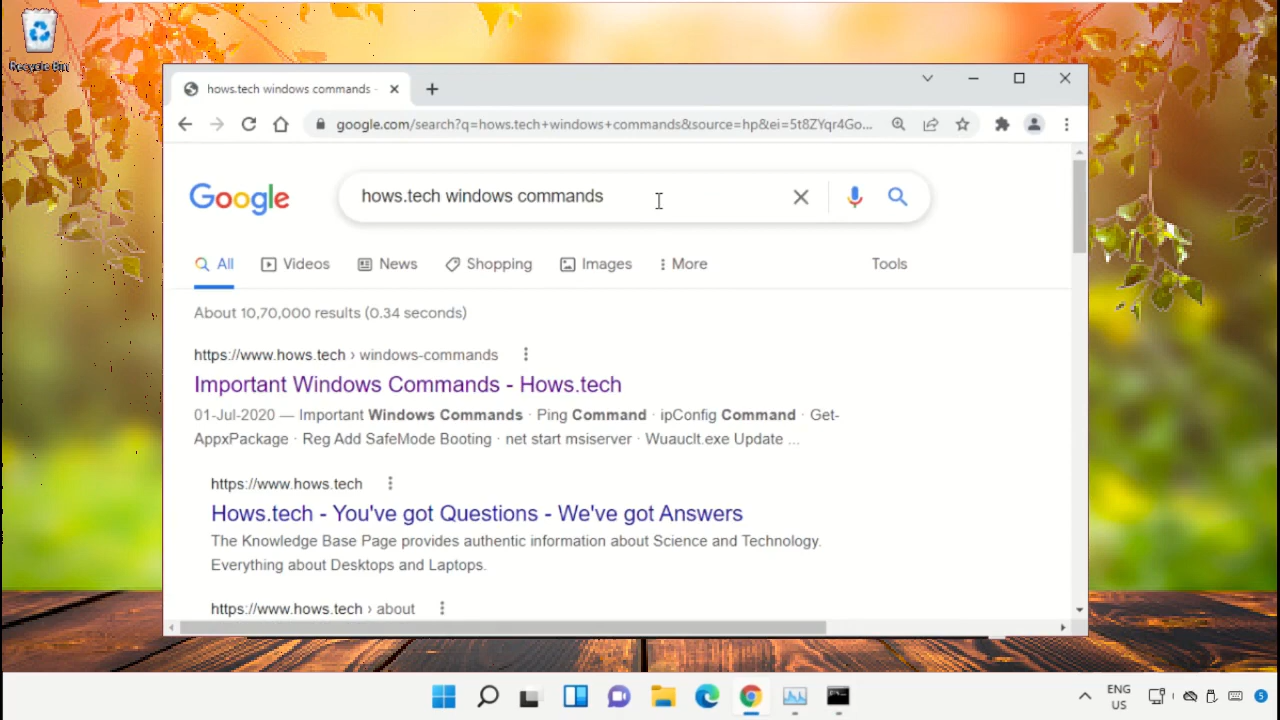 Recycle Bin
hows.tech windows commands -
google.com/search?q=hows.tech+windows+commands&source=hp&ei=5t8ZYqr4Go...
Google
hows.tech windows commands
All Videos News Shopping Images More Tools
About 10,70,000 results (0.34 seconds)
https://www.hows.tech › windows-commands
Important Windows Commands - Hows.tech
01-Jul-2020 — Important Windows Commands · Ping Command · ipConfig Command · Get-
AppxPackage · Reg Add SafeMode Booting · net start msiserver · Wuauclt.exe Update ...
https://www.hows.tech
Hows.tech - You've got Questions - We've got Answers
The Knowledge Base Page provides authentic information about Science and Technology.
Everything about Desktops and Laptops.
https://www.hows.tech › about
ENG
US
5